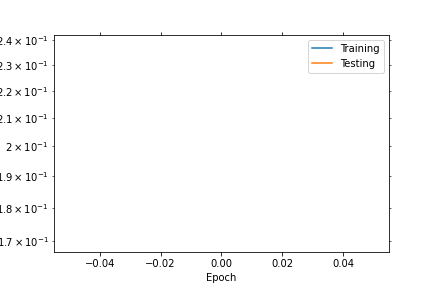 2.4 × 10⁻¹
2.3 × 10⁻¹
2.2 × 10⁻¹
2.1 × 10⁻¹
2 × 10⁻¹
1.9 × 10⁻¹
1.8 × 10⁻¹
1.7 × 10⁻¹
Training
Testing
−0.04 −0.02 0.00 0.02 0.04
Epoch